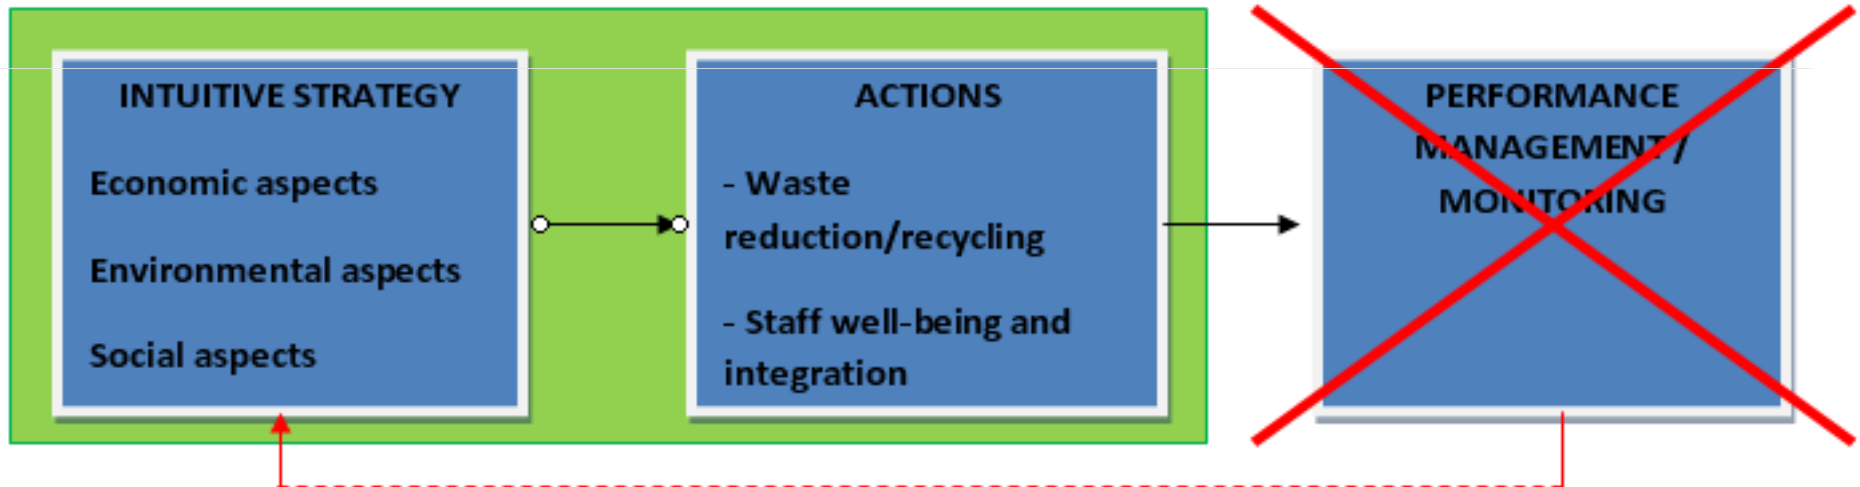 INTUITIVE STRATEGY
Economic aspects
Environmental aspects
Social aspects
ACTIONS
- Waste
reduction/recycling
- Staff well-being and
integration
PERFORMANCE
MANAGEMENT /
MONITORING